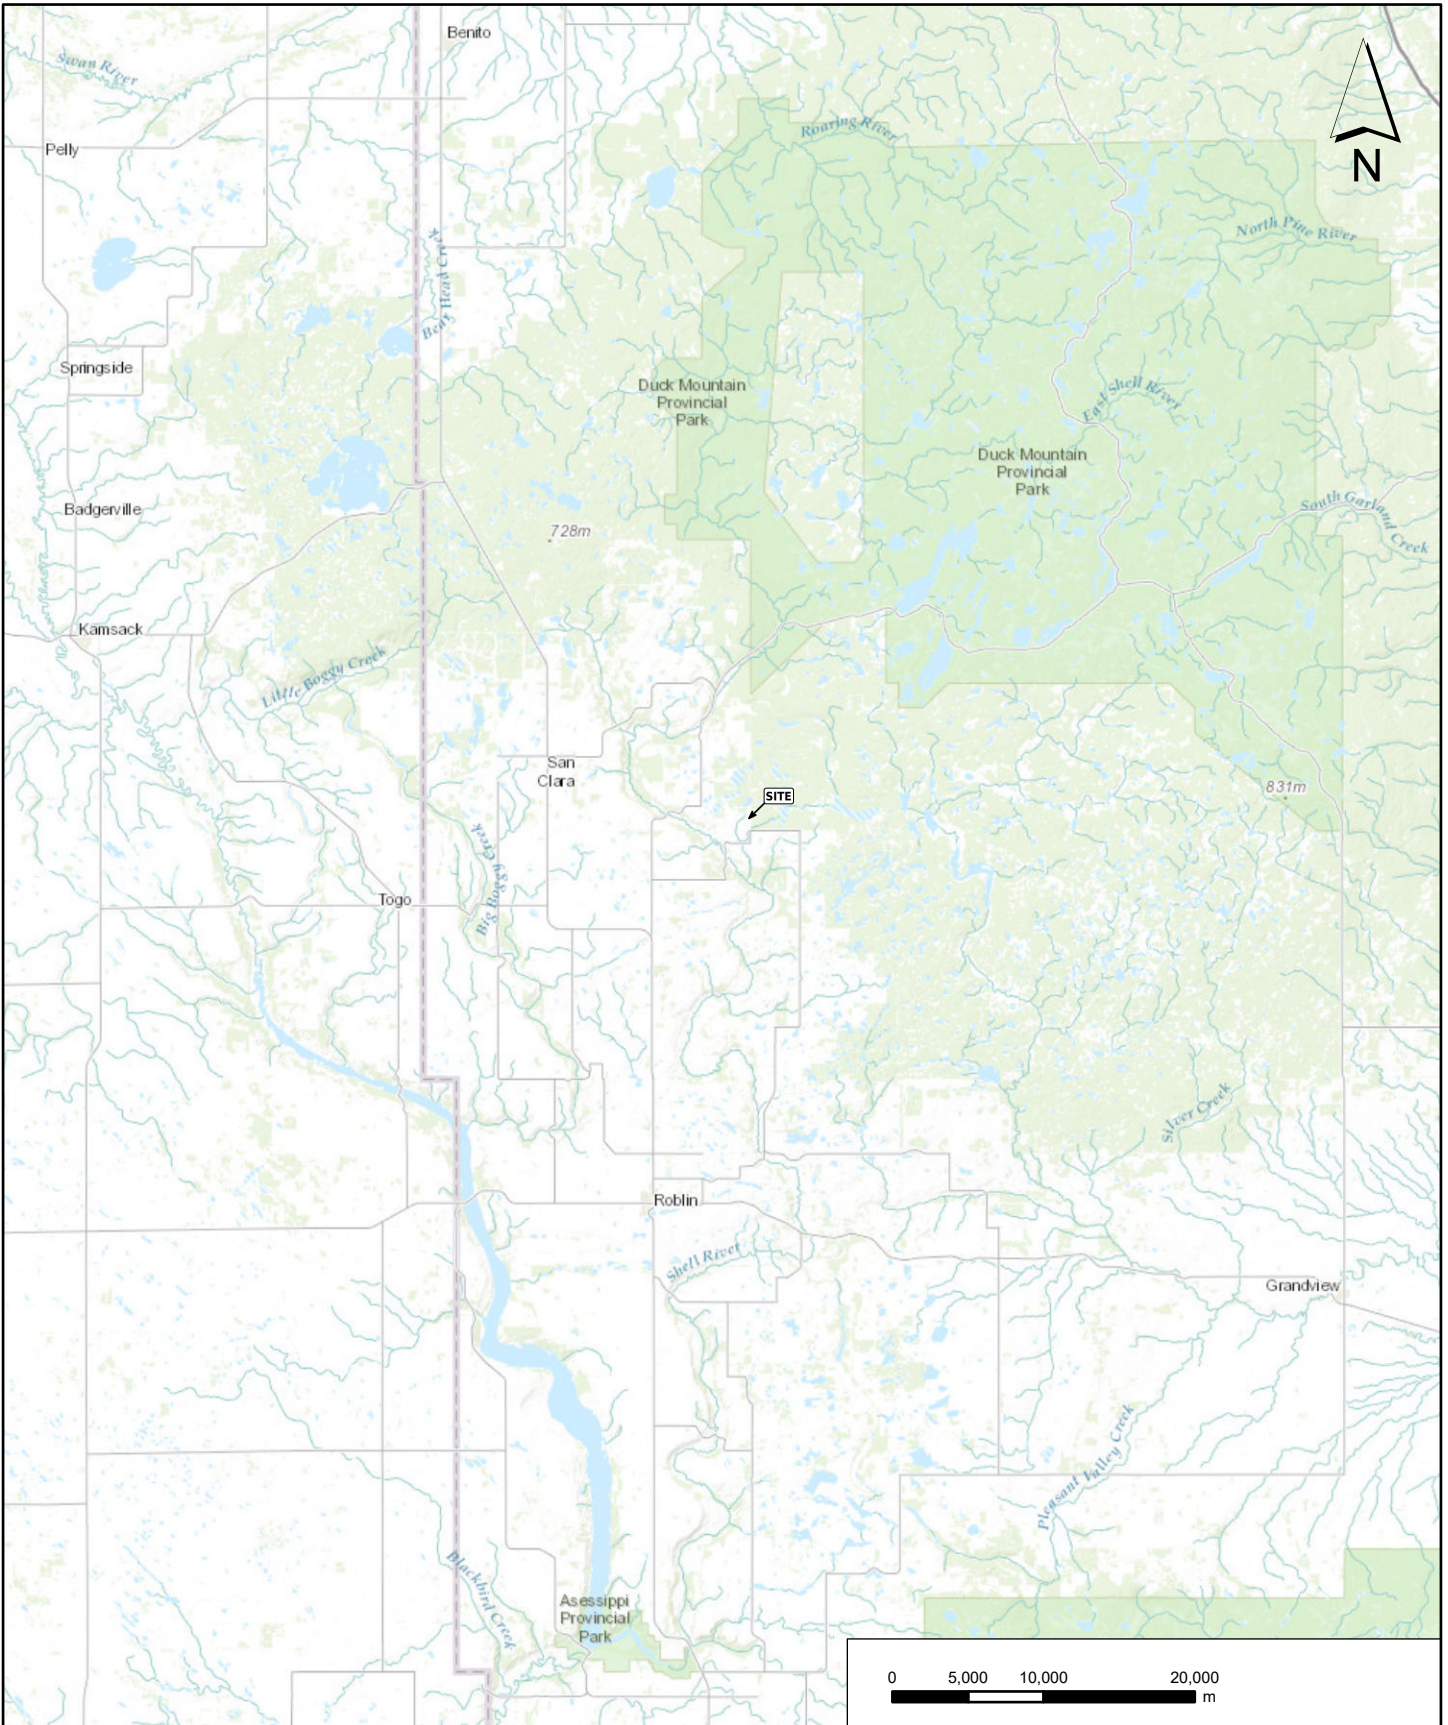 Benito
Swan River
Roaring River
Pelly
N
North Pine River
Bear Head Creek
Springside
Duck Mountain
Provincial
Park
East Shell River
Duck Mountain
Provincial
Park
South Garland
Creek
Badgerville
728m
Kamsack
Little Boggy Creek
San
Clara
831m
SITE
Big Boggy Creek
Togo
Silver Creek
Roblin
Shell River
Grandview
Pleasant Valley Creek
Blackbird Creek
Asessippi
Provincial
Park
0 5,000 10,000 20,000
m